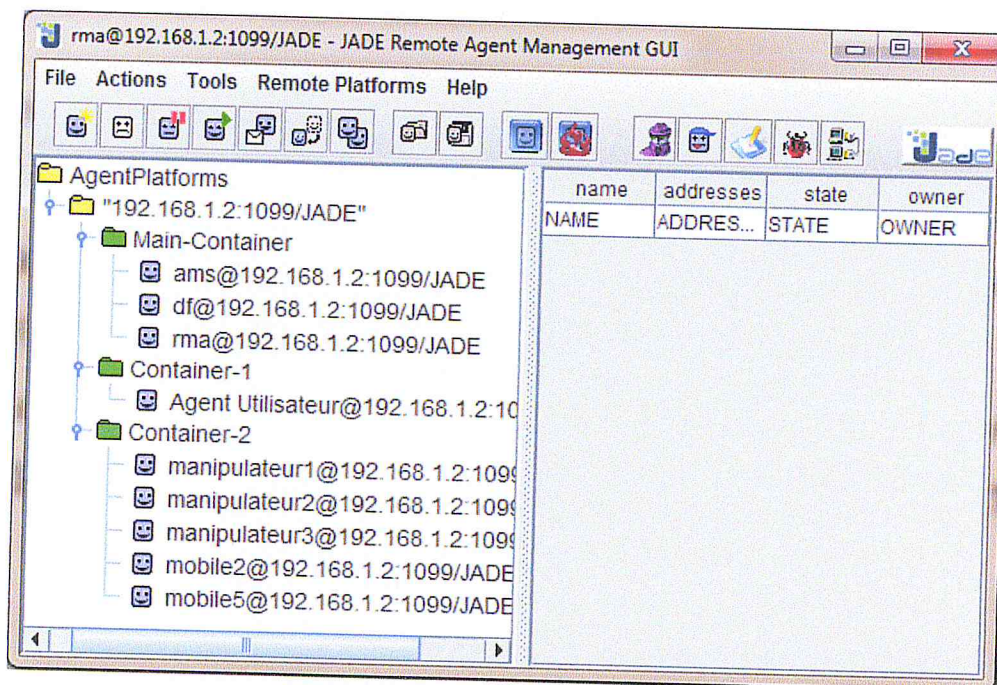 rma@192.168.1.2:1099/JADE - JADE Remote Agent Management GUI
File Actions Tools Remote Platforms Help
Jade
AgentPlatforms
"192.168.1.2:1099/JADE"
Main-Container
ams@192.168.1.2:1099/JADE
df@192.168.1.2:1099/JADE
rma@192.168.1.2:1099/JADE
Container-1
Agent Utilisateur@192.168.1.2:10
Container-2
manipulateur1@192.168.1.2:1099
manipulateur2@192.168.1.2:1099
manipulateur3@192.168.1.2:1099
mobile2@192.168.1.2:1099/JADE
mobile5@192.168.1.2:1099/JADE
name addresses state owner
NAME ADDRES... STATE OWNER